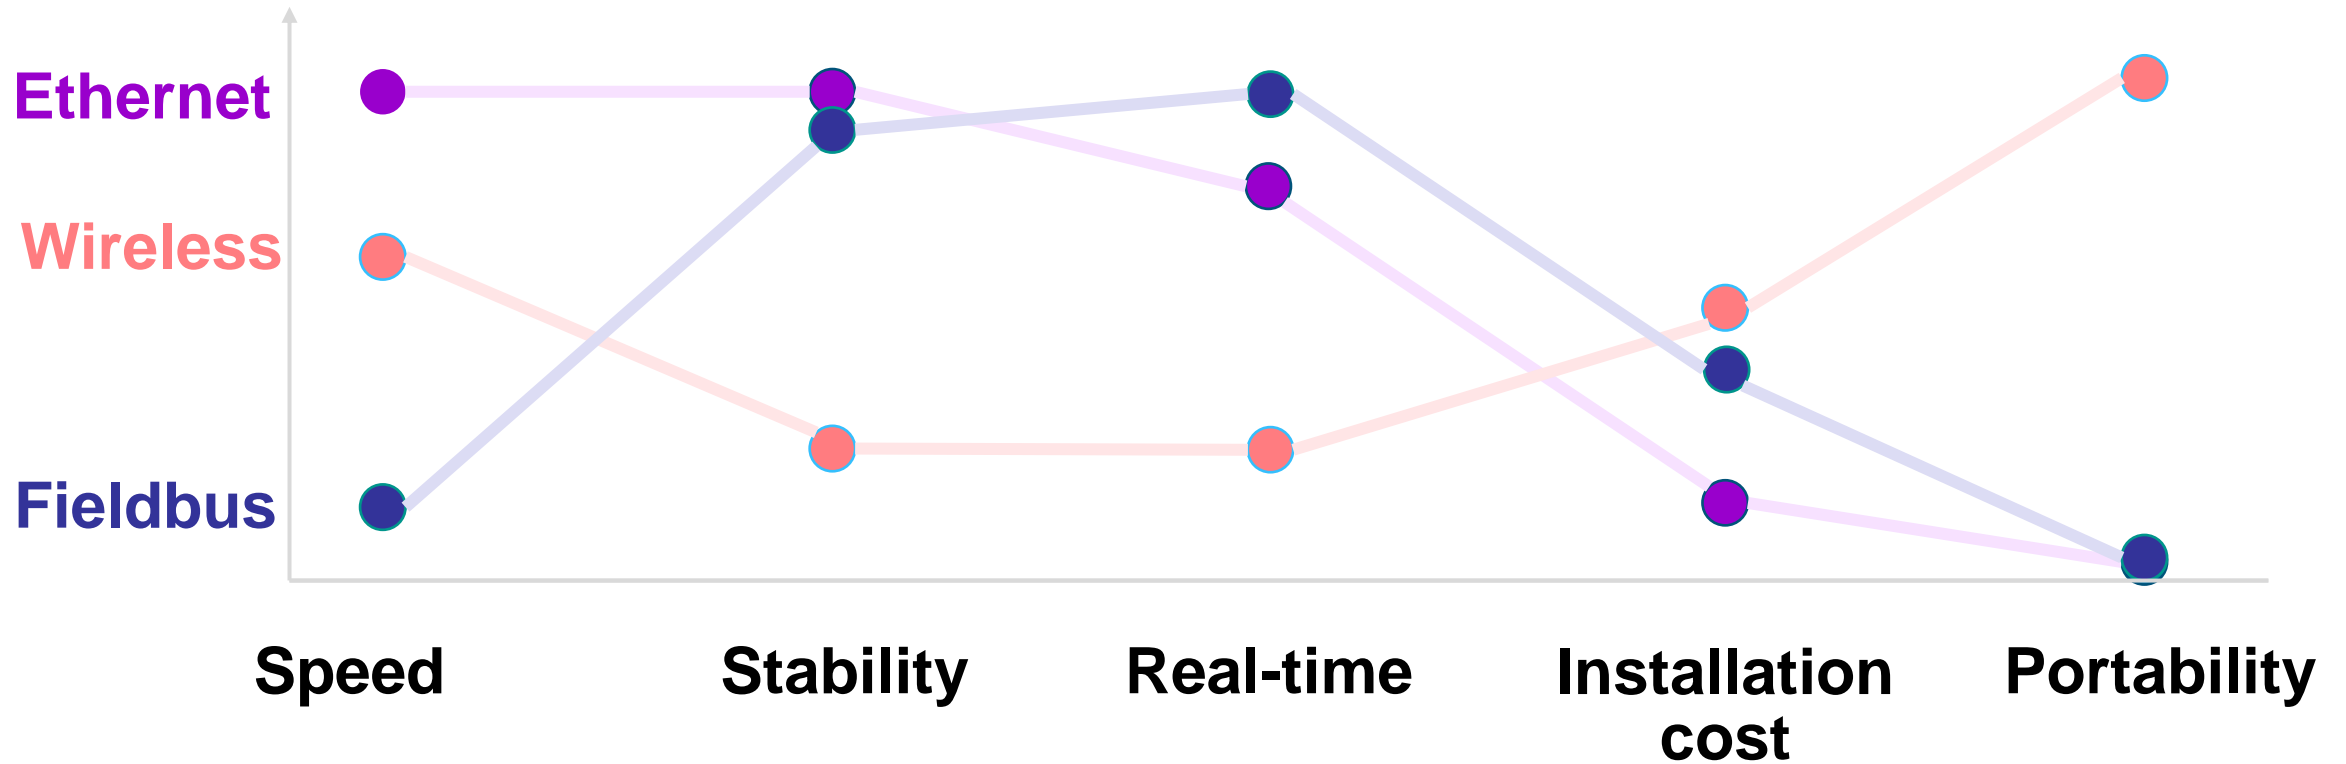 Ethernet
Wireless
Fieldbus
Speed
Stability
Real-time
Installation
cost
Portability